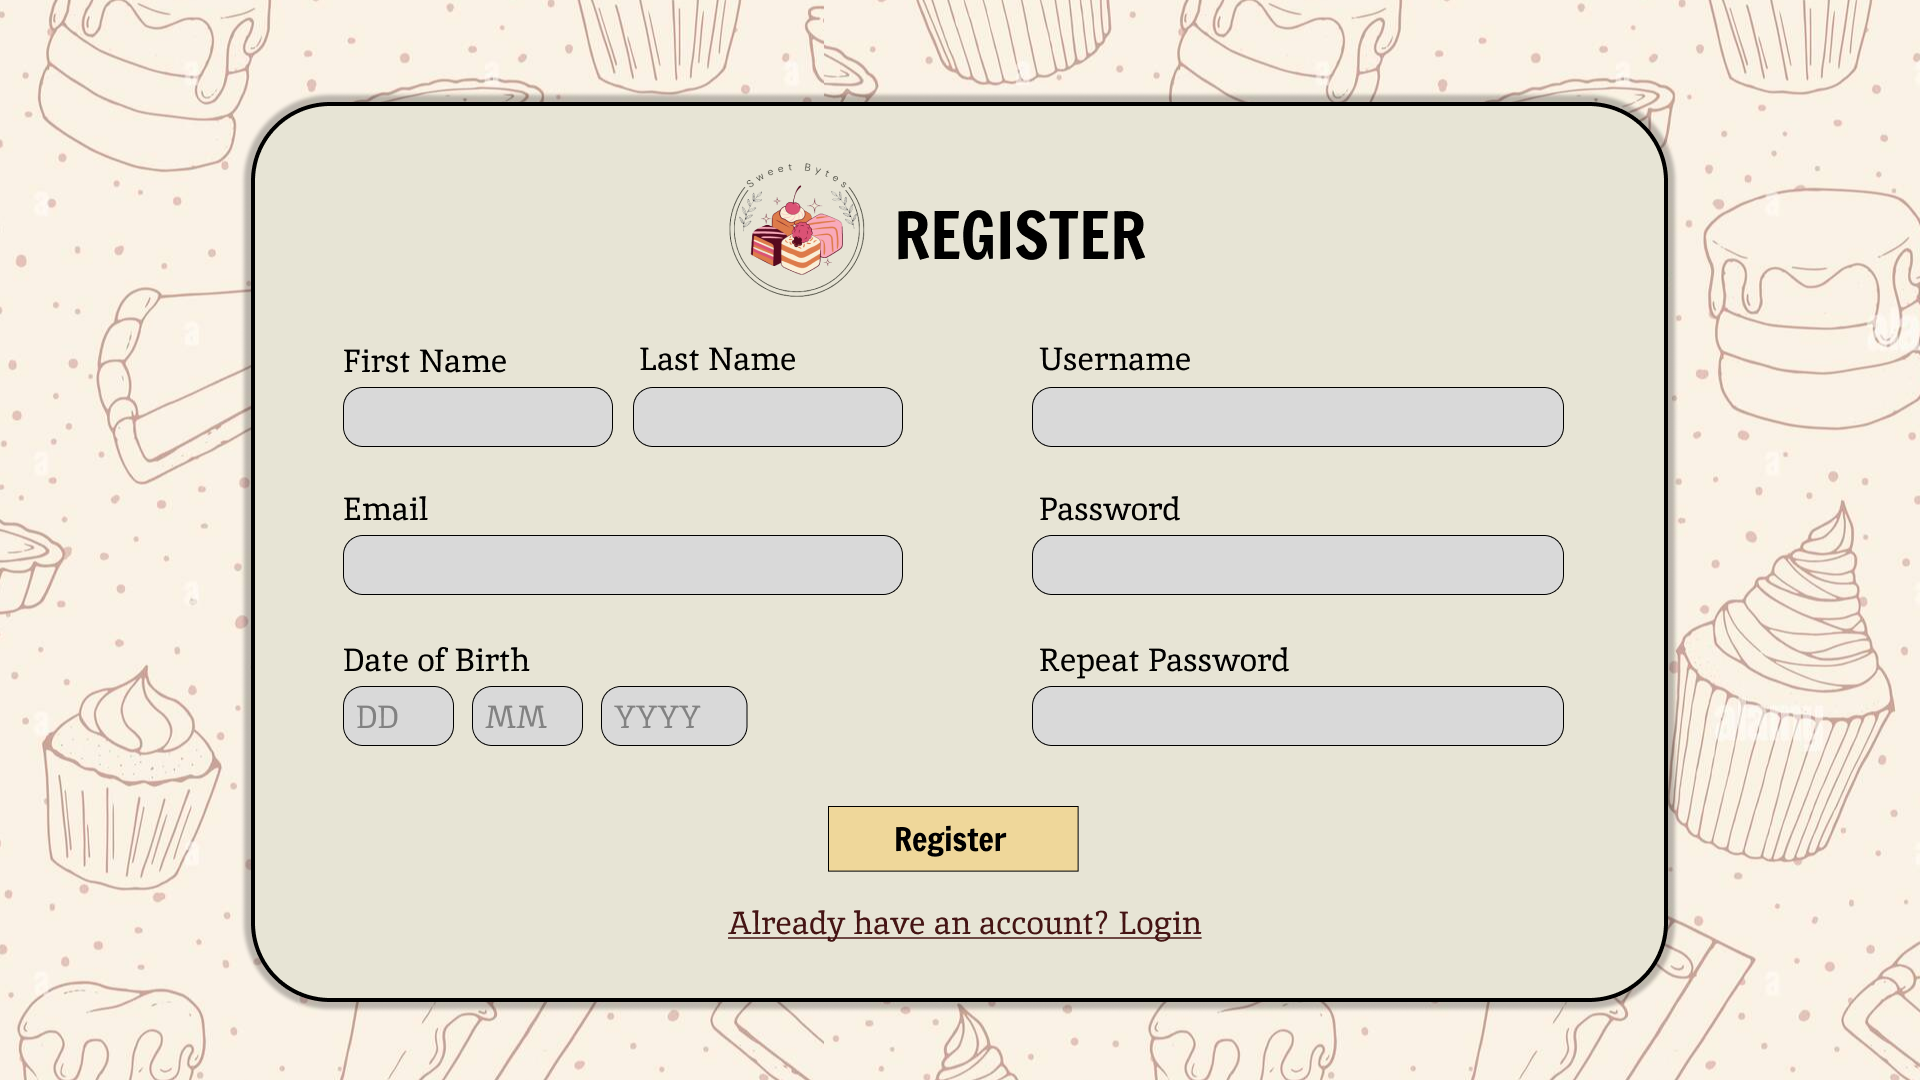 Sweet Bytes
REGISTER
First Name
Last Name
Username
Email
Password
Date of Birth
Repeat Password
DD
MM
YYYY
Register
Already have an account? Login
alamy
a